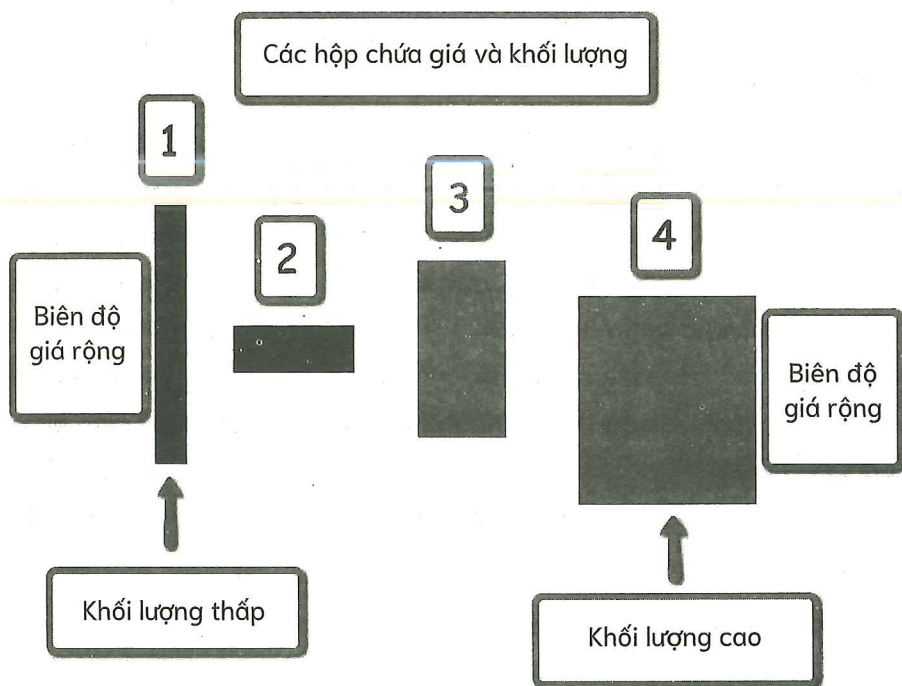 Các hộp chứa giá và khối lượng
1
2
3
4
Biên độ
giá rộng
Biên độ
giá rộng
Khối lượng thấp
Khối lượng cao